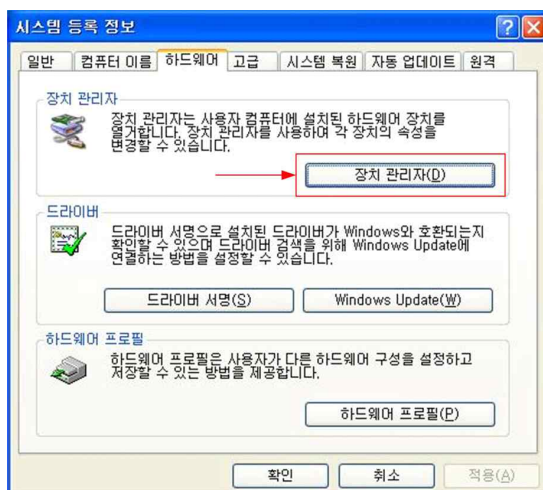 시스템 등록 정보
일반 컴퓨터 이름 하드웨어 고급 시스템 복원 자동 업데이트 원격
장치 관리자
장치 관리자는 사용자 컴퓨터에 설치된 하드웨어 장치를
열거합니다. 장치 관리자를 사용하여 각 장치의 속성을
변경할 수 있습니다.
장치 관리자(D)
드라이버
드라이버 서명으로 설치된 드라이버가 Windows와 호환되는지
확인할 수 있으며 드라이버 검색을 위해 Windows Update에
연결하는 방법을 설정할 수 있습니다.
드라이버 서명(S) Windows Update(W)
하드웨어 프로필
하드웨어 프로필은 사용자가 다른 하드웨어 구성을 설정하고
저장할 수 있는 방법을 제공합니다.
하드웨어 프로필(P)
확인 취소 적용(A)